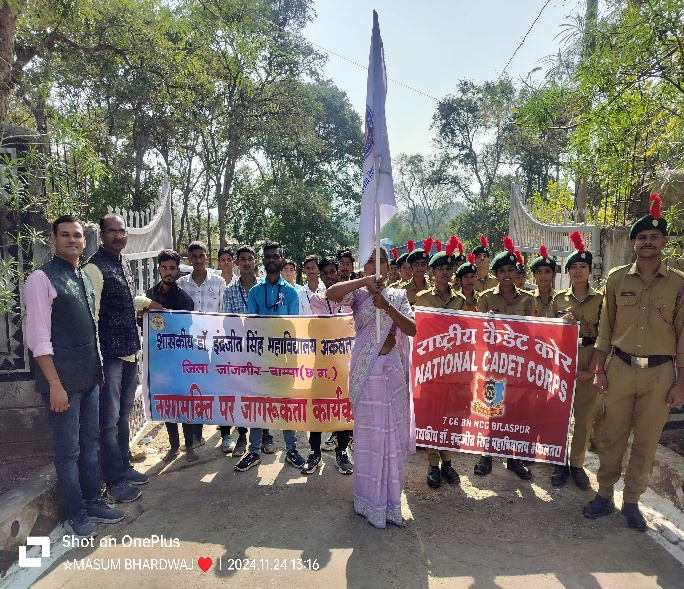 शासकीय डॉ. इन्द्रजीत सिंह महाविद्यालय अकलतरा
जिला जांजगीर-चाम्पा (छ.ग.)
नशामुक्ति पर जागरूकता कार्यक्र
राष्ट्रीय कैडेट कोर
NATIONAL CADET CORPS
7 CG BN NCC BILASPUR
शासकीय डॉ. इन्द्रजीत सिंह महाविद्यालय अकलतरा
Shot on OnePlus
☆MASUM BHARDWAJ ❤️ | 2024.11.24 13:16